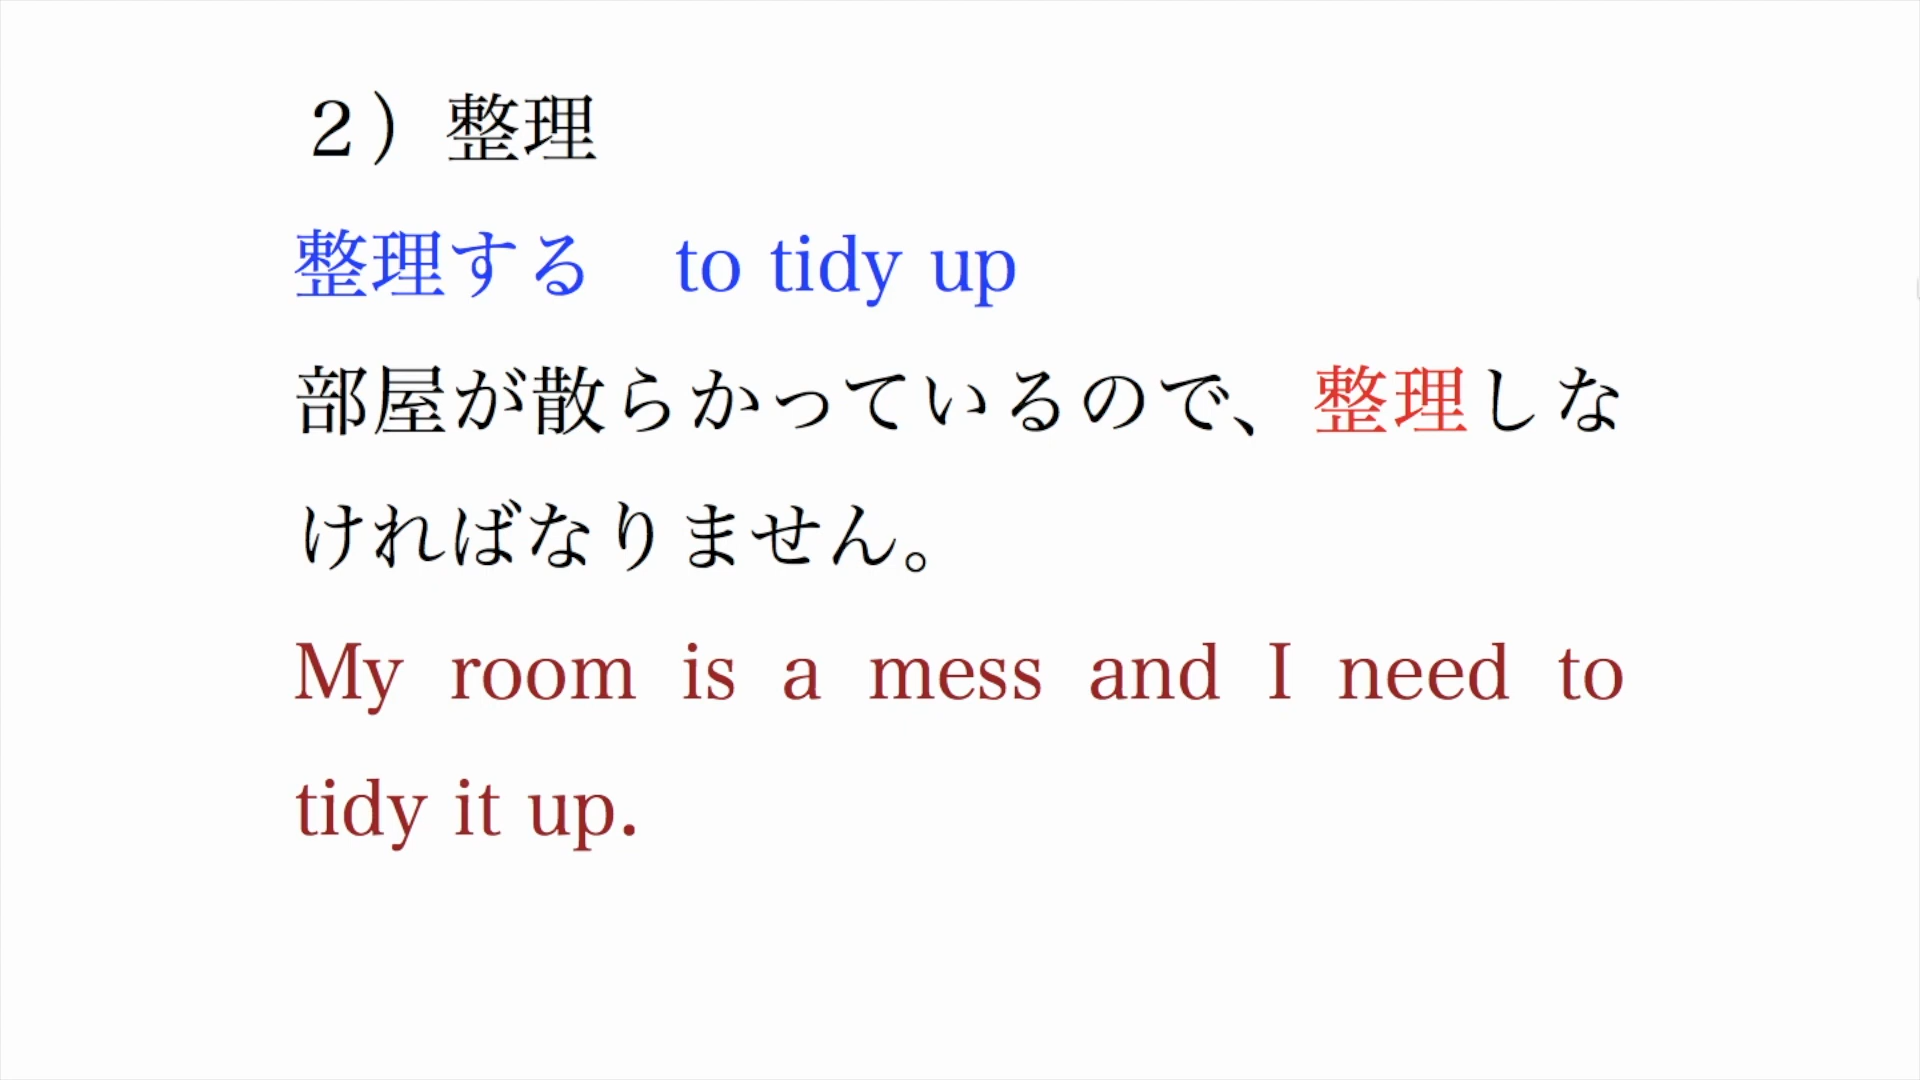 ２）整理
整理する　to tidy up
部屋が散らかっているので、整理しな
ければなりません。
My room is a mess and I need to
tidy it up.